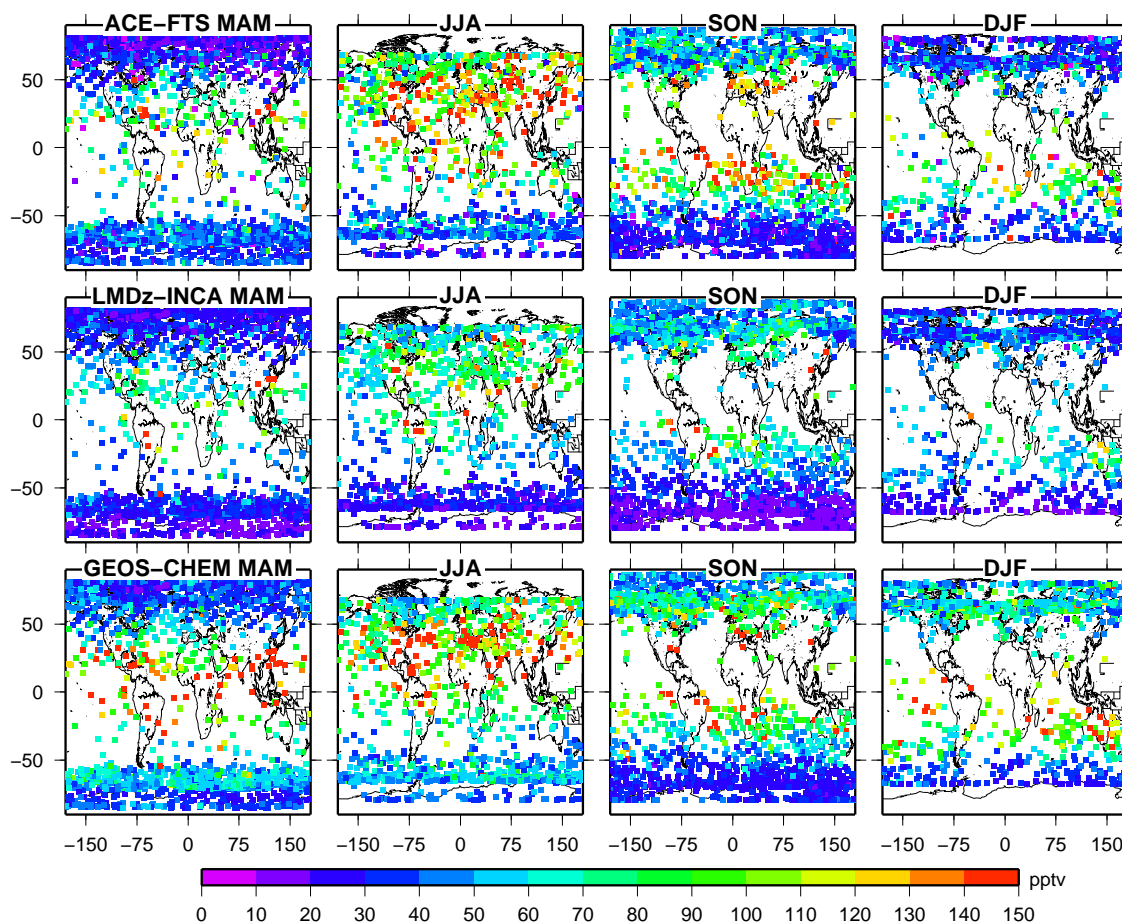 ACE−FTS MAM JJA SON DJF
50
0
−50
LMDz−INCA MAM JJA SON DJF
50
0
−50
GEOS−CHEM MAM JJA SON DJF
50
0
−50
−150 −75 0 75 150 −150 −75 0 75 150 −150 −75 0 75 150 −150 −75 0 75 150
pptv
0 10 20 30 40 50 60 70 80 90 100 110 120 130 140 150